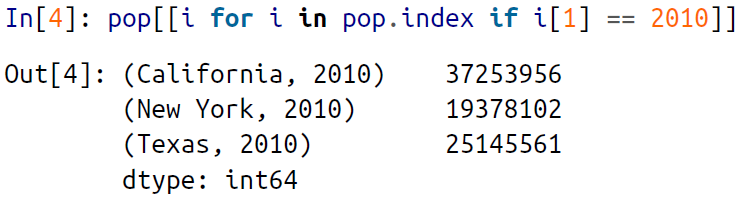 In[4]: pop[[i for i in pop.index if i[1] == 2010]]
Out[4]: (California, 2010)    37253956
        (New York, 2010)      19378102
        (Texas, 2010)         25145561
        dtype: int64